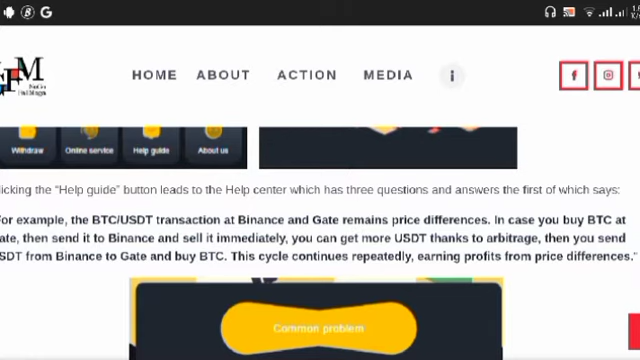 HOME ABOUT ACTION MEDIA i
Withdraw Online service Help guide About us
licking the “Help guide” button leads to the Help center which has three questions and answers the first of which says:
For example, the BTC/USDT transaction at Binance and Gate remains price differences. In case you buy BTC at
ate, then send it to Binance and sell it immediately, you can get more USDT thanks to arbitrage, then you send
SDT from Binance to Gate and buy BTC. This cycle continues repeatedly, earning profits from price differences.”
Common problem